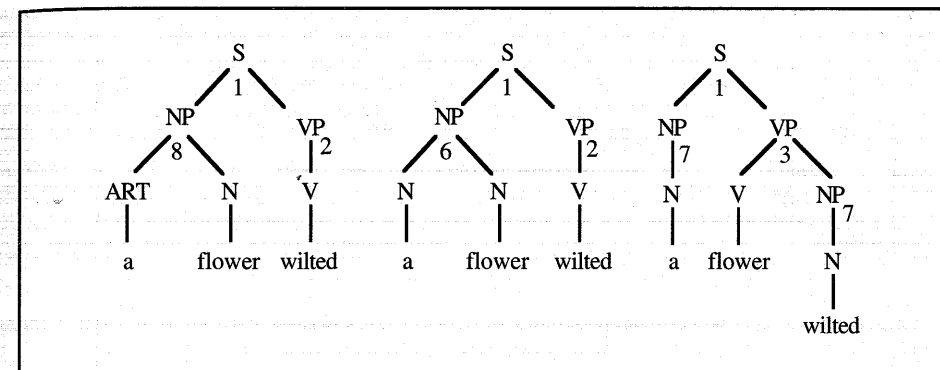 S S S
1 1 1
NP VP NP VP NP VP
8 2 6 2 7 3
ART N V N N V N V NP
7
a flower wilted a flower wilted a flower N
wilted